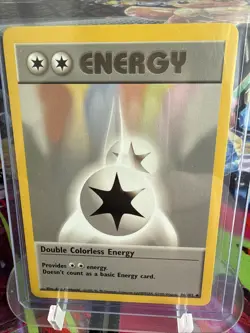 ENERGY
Double Colorless Energy
Provides energy.
Doesn't count as a basic Energy card.